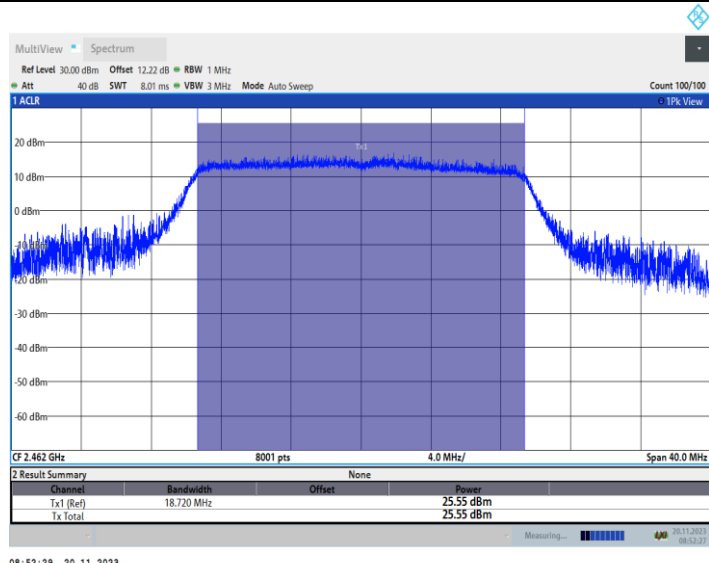 MultiView Spectrum
Ref Level 30.00 dBm Offset 12.22 dB RBW 1 MHz
Att 40 dB SWT 8.01 ms VBW 3 MHz Mode Auto Sweep Count 100/100
1 ACLR 1Pk View
20 dBm
Tx1
10 dBm
0 dBm
-10 dBm
-20 dBm
-30 dBm
-40 dBm
-50 dBm
-60 dBm
CF 2.462 GHz 8001 pts 4.0 MHz/ Span 40.0 MHz
2 Result Summary None
Channel Bandwidth Offset Power
Tx1 (Ref) 18.720 MHz 25.55 dBm
Tx Total 25.55 dBm
Measuring... 20.11.2023
08:52:27
08:52:29 20.11.2023